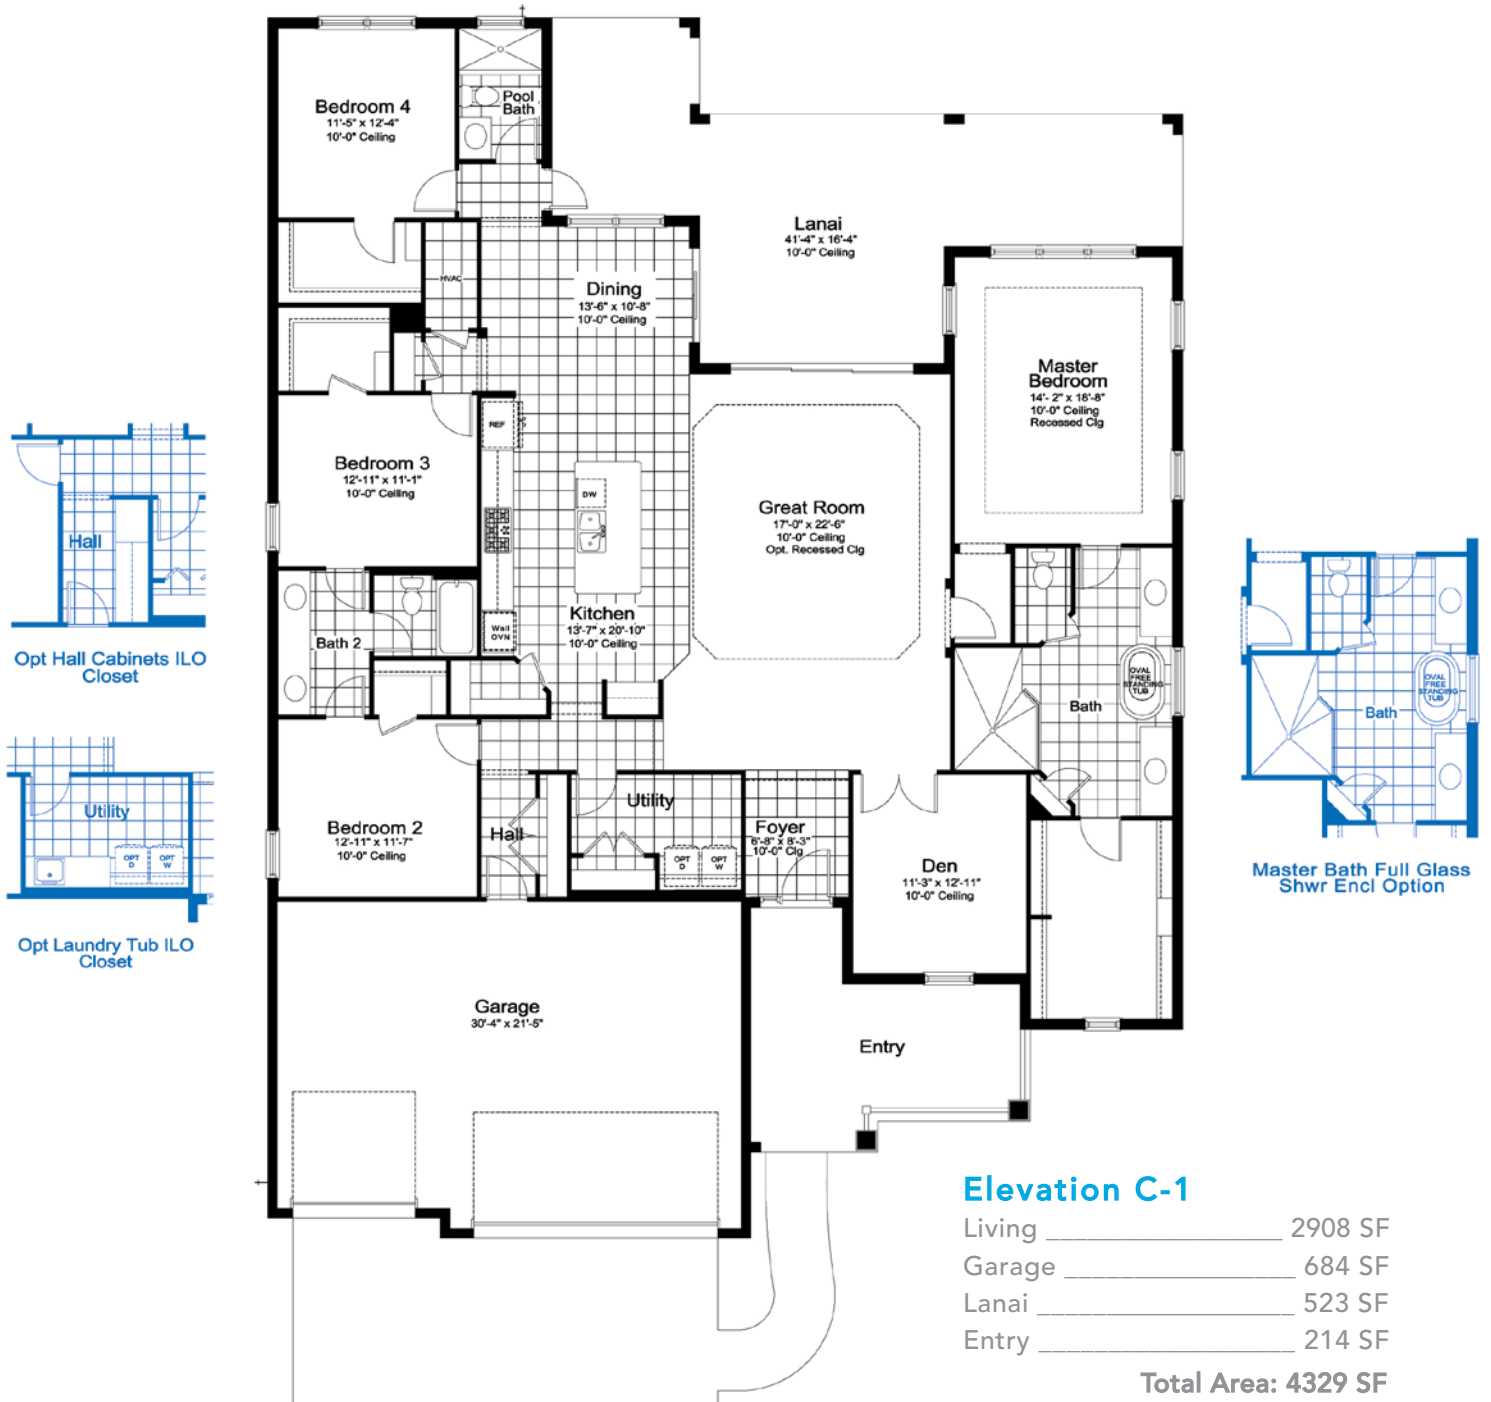 Bedroom 4
11'-5" x 12'-4"
10'-0" Ceiling
Pool
Bath
Lanai
41'-4" x 16'-4"
10'-0" Ceiling
HVAC
Dining
13'-6" x 10'-8"
10'-0" Ceiling
Master
Bedroom
14'- 2" x 18'-8"
10'-0" Ceiling
Recessed Clg
REF
Bedroom 3
12'-11" x 11'-1"
10'-0" Ceiling
DW
Great Room
17'-0" x 22'-6"
10'-0" Ceiling
Opt. Recessed Clg
Hall
Opt Hall Cabinets ILO
Closet
Kitchen
13'-7" x 20'-10"
10'-0" Ceiling
Wall
OVN
Bath 2
OVAL
FREE
STANDING
TUB
Bath
OVAL
FREE
STANDING
TUB
Bath
Utility
OPT
D
OPT
W
Opt Laundry Tub ILO
Closet
Bedroom 2
12'-11" x 11'-7"
10'-0" Ceiling
Hall
Utility
OPT
D
OPT
W
Foyer
6'-8" x 8'-3"
10'-0" Clg
Den
11'-3" x 12'-11"
10'-0" Ceiling
Master Bath Full Glass
Shwr Encl Option
Garage
30'-4" x 21'-5"
Entry
Elevation C-1
Living 2908 SF
Garage 684 SF
Lanai 523 SF
Entry 214 SF
Total Area: 4329 SF